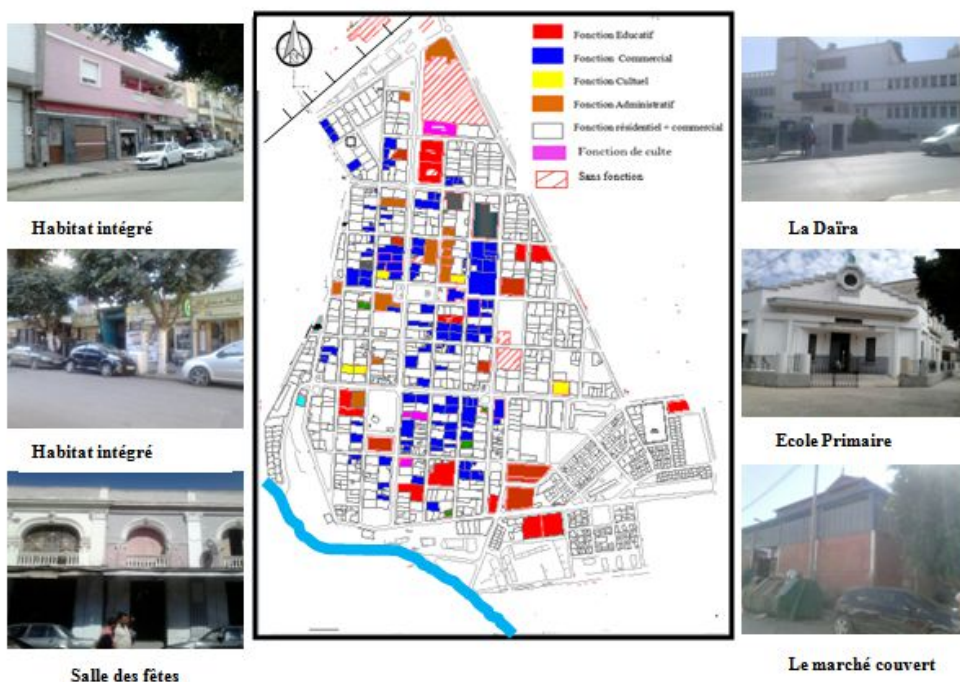 Fonction Educatif
Fonction Commercial
Fonction Cultuel
Fonction Administratif
Fonction résidentiel + commercial
Fonction de culte
Sans fonction
Habitat intégré
La Daïra
Habitat intégré
Ecole Primaire
Salle des fêtes
Le marché couvert